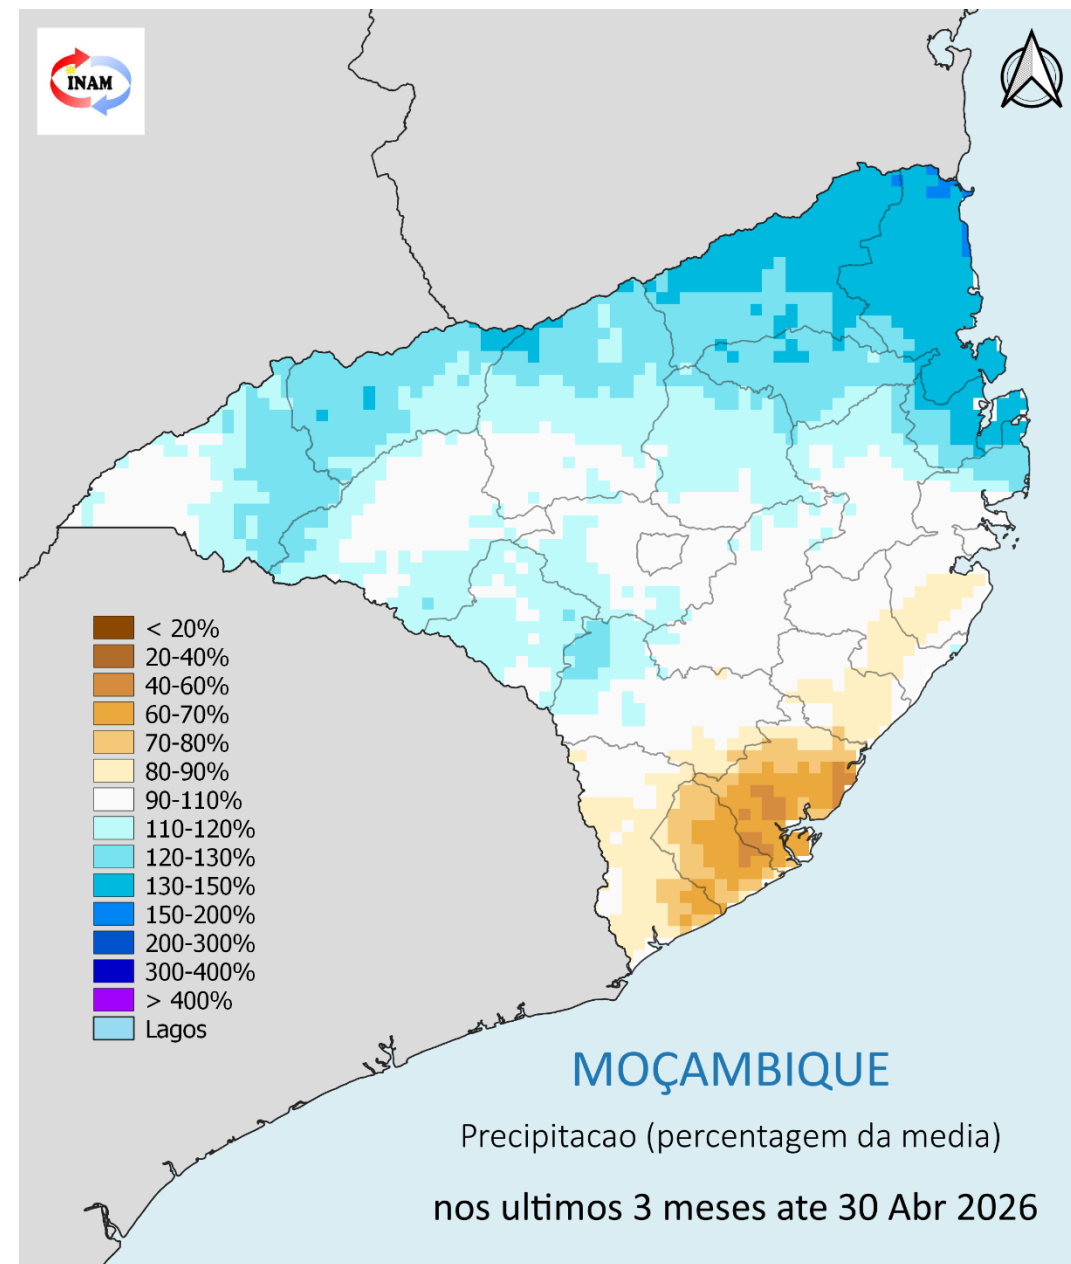 INAM
< 20%
20-40%
40-60%
60-70%
70-80%
80-90%
90-110%
110-120%
120-130%
130-150%
150-200%
200-300%
300-400%
> 400%
Lagos
MOÇAMBIQUE
Precipitacao (percentagem da media)
nos ultimos 3 meses ate 30 Abr 2026